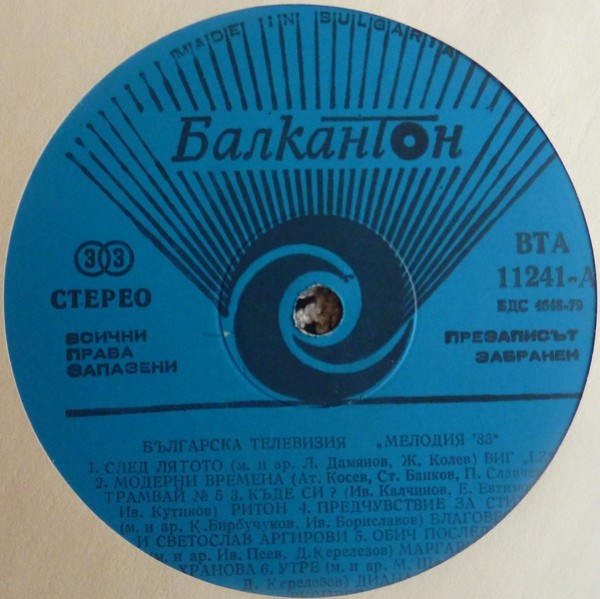 MADE IN BULGARIA
Балкантон
33
СТЕРЕО
ВСИЧНИ
ПРАВА
ЗАПАЗЕНИ
ВТА
11241-А
БДС 4648-79
ПРЕЗАПИСЪТ
ЗАБРАНЕН
БЪЛГАРСКА ТЕЛЕВИЗИЯ „МЕЛОДИЯ '83"
1. СЛЕД ЛЯТОТО (м. и ар. Л. Дамянов, Ж. Колев) ВИГ
2. МОДЕРНИ ВРЕМЕНА (Ат. Косев, Ст. Банков, П.
ТРАМВАЙ № 5 3. КЪДЕ СИ? (Ив. Калчинов, Е.
Ив. Кутиков) РИТОН 4. ПРЕДЧУВСТВИЕ ЗА
(м. и ар. К. Бирбучуков, Ив. Бориславов)
И СВЕТОСЛАВ АРГИРОВИ 5. ОБИЧ
(м. и ар. Ив. Пеев, Д. Керелезов)
ХРАНОВА 6. УТРЕ (м. и ар. М.
Д. Керелезов)